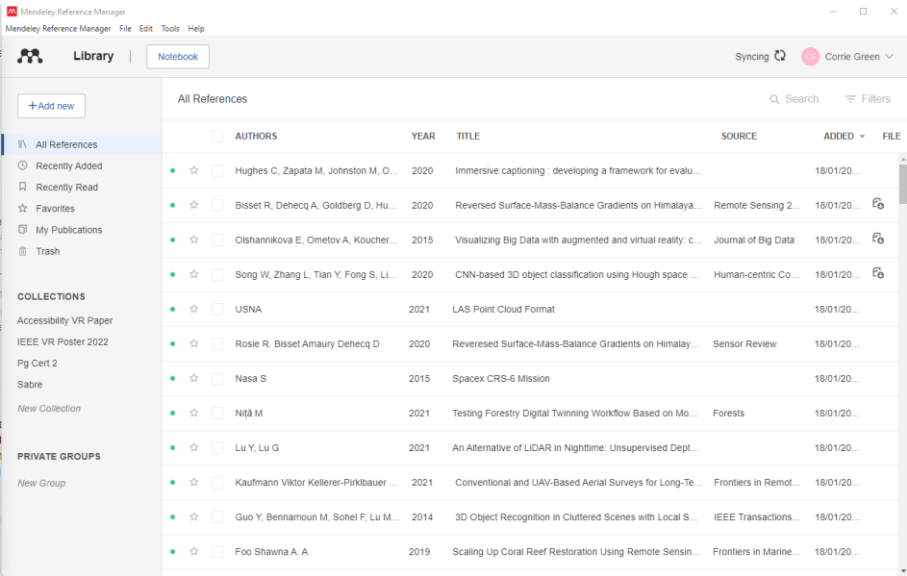 Mendeley Reference Manager
Mendeley Reference Manager File Edit Tools Help
Library Notebook Syncing CG Corrie Green
+Add new
All References
Recently Added
Recently Read
Favorites
My Publications
Trash
COLLECTIONS
Accessibility VR Paper
IEEE VR Poster 2022
Pg Cert 2
Sabre
New Collection
PRIVATE GROUPS
New Group
All References Search Filters
AUTHORS YEAR TITLE SOURCE ADDED FILE
Hughes C, Zapata M, Johnston M, O... 2020 Immersive captioning : developing a framework for evalu... 18/01/20...
Bisset R, Dehecq A, Goldberg D, Hu... 2020 Reversed Surface-Mass-Balance Gradients on Himalaya... Remote Sensing 2... 18/01/20...
Olshannikova E, Ometov A, Koucher... 2015 Visualizing Big Data with augmented and virtual reality: c... Journal of Big Data 18/01/20...
Song W, Zhang L, Tian Y, Fong S, Li... 2020 CNN-based 3D object classification using Hough space ... Human-centric Co... 18/01/20...
USNA 2021 LAS Point Cloud Format 18/01/20...
Rosie R. Bisset Amaury Dehecq D 2020 Reveresed Surface-Mass-Balance Gradients on Himalay... Sensor Review 18/01/20...
Nasa S 2015 Spacex CRS-6 Mission 18/01/20...
Niță M 2021 Testing Forestry Digital Twinning Workflow Based on Mo... Forests 18/01/20...
Lu Y, Lu G 2021 An Alternative of LiDAR in Nighttime: Unsupervised Dept... 18/01/20...
Kaufmann Viktor Kellerer-Pirklbauer ... 2021 Conventional and UAV-Based Aerial Surveys for Long-Te... Frontiers in Remot... 18/01/20...
Guo Y, Bennamoun M, Sohel F, Lu M... 2014 3D Object Recognition in Cluttered Scenes with Local S... IEEE Transactions... 18/01/20...
Foo Shawna A. A 2019 Scaling Up Coral Reef Restoration Using Remote Sensin... Frontiers in Marine... 18/01/20...